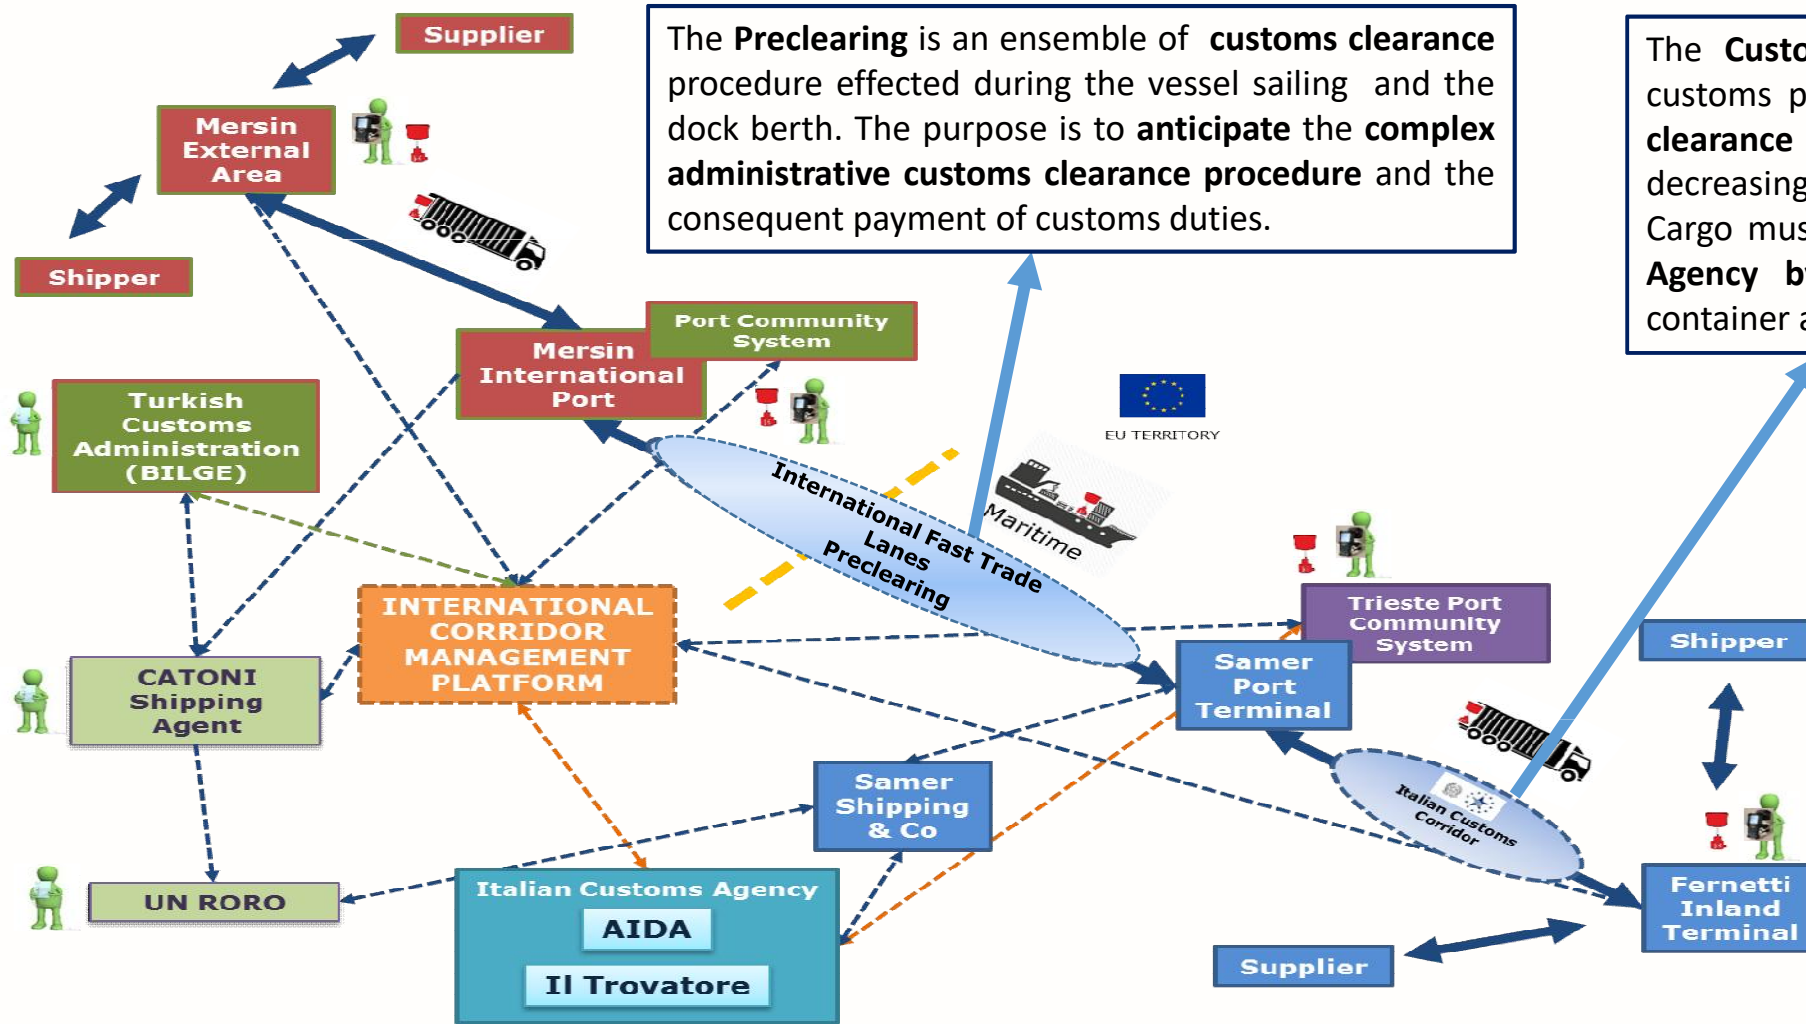 Supplier
The Preclearing is an ensemble of customs clearance
procedure effected during the vessel sailing and the
dock berth. The purpose is to anticipate the complex
administrative customs clearance procedure and the
consequent payment of customs duties.
The Custo
customs p
clearance
decreasing
Cargo mus
Agency by
container a
Mersin
External
Area
Shipper
Port Community
System
Mersin
International
Port
Turkish
Customs
Administration
(BILGE)
EU TERRITORY
Maritime
International Fast Trade
Lanes
Preclearing
INTERNATIONAL
CORRIDOR
MANAGEMENT
PLATFORM
Trieste Port
Community
System
Shipper
CATONI
Shipping
Agent
Samer
Port
Terminal
Samer
Shipping
& Co
Italian Customs
Corridor
UN RORO
Italian Customs Agency
AIDA
Il Trovatore
Fernetti
Inland
Terminal
Supplier